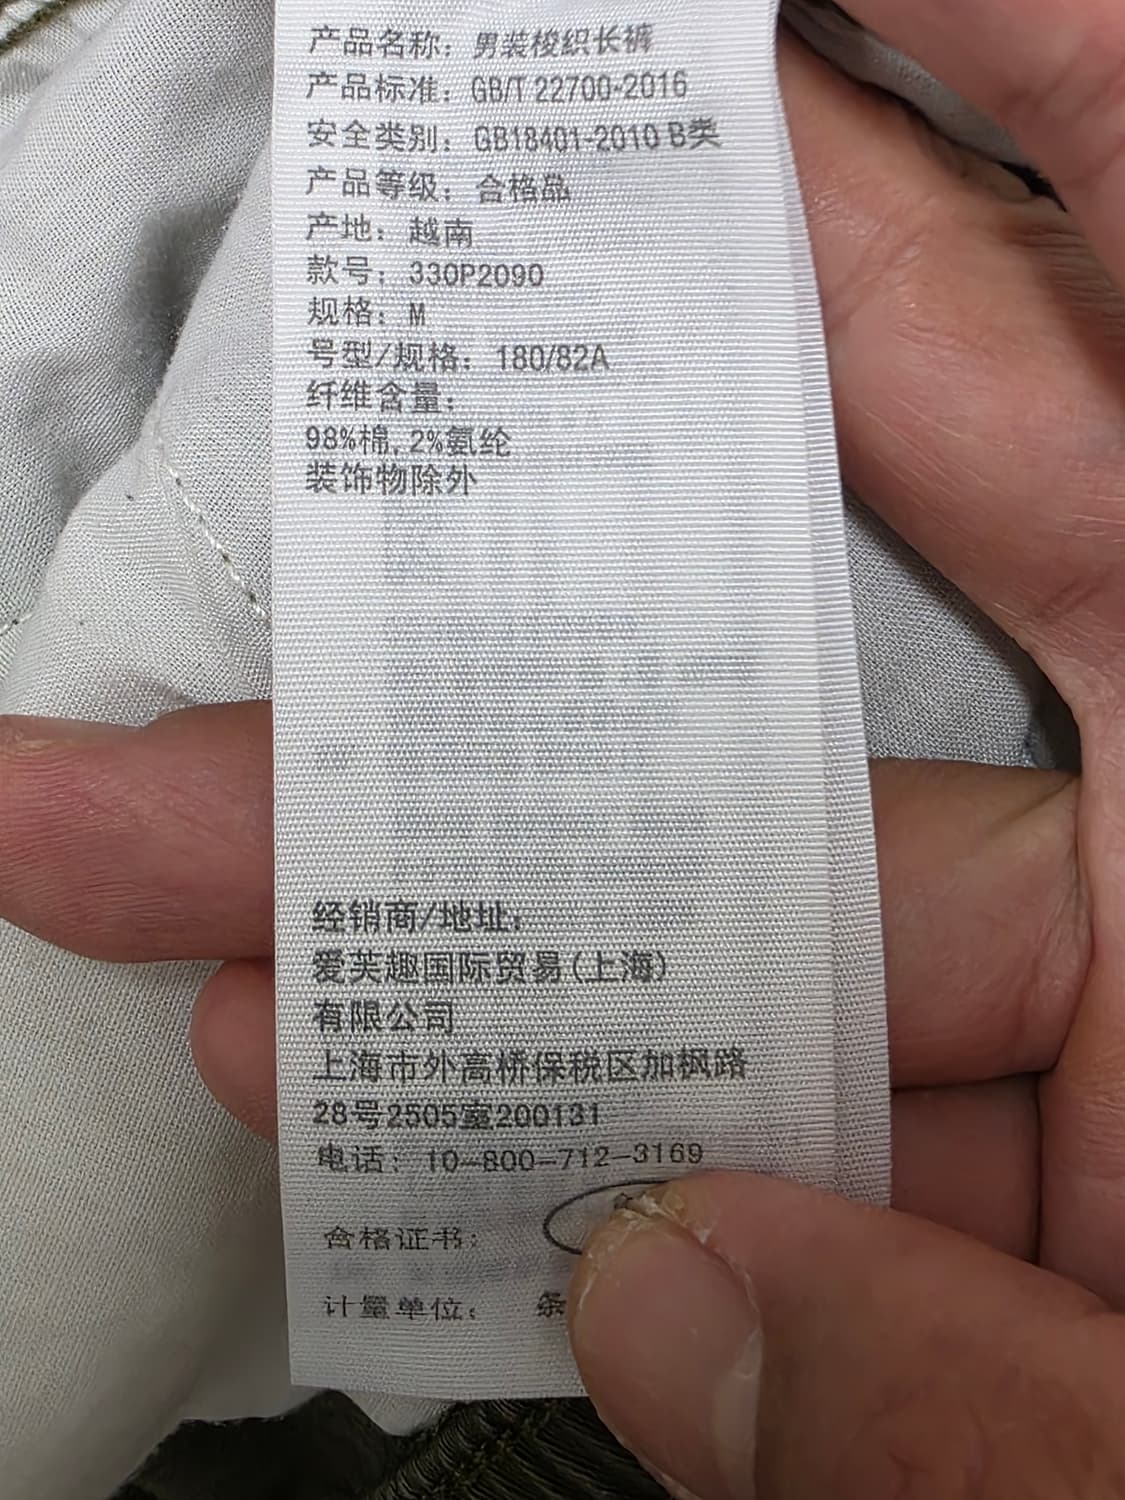 产品名称：男装梭织长裤
产品标准：GB/T 22700-2016
安全类别：GB18401-2010 B类
产品等级：合格品
产地：越南
款号：330P2090
规格：M
号型/规格：180/82A
纤维含量：
98%棉,2%氨纶
装饰物除外
经销商/地址：
爱芙趣国际贸易(上海)
有限公司
上海市外高桥保税区加枫路
28号2505室200131
电话：10-800-712-3169
合格证书：
计量单位： 条